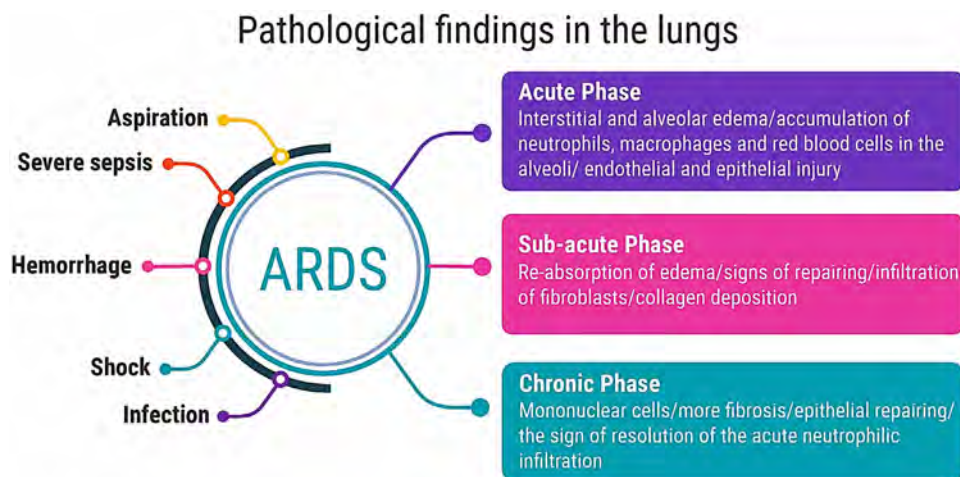 Pathological findings in the lungs
Aspiration
Severe sepsis
Hemorrhage
Shock
Infection
ARDS
Acute Phase
Interstitial and alveolar edema/accumulation of
neutrophils, macrophages and red blood cells in the
alveoli/ endothelial and epithelial injury
Sub-acute Phase
Re-absorption of edema/signs of repairing/infiltration
of fibroblasts/collagen deposition
Chronic Phase
Mononuclear cells/more fibrosis/epithelial repairing/
the sign of resolution of the acute neutrophilic
infiltration